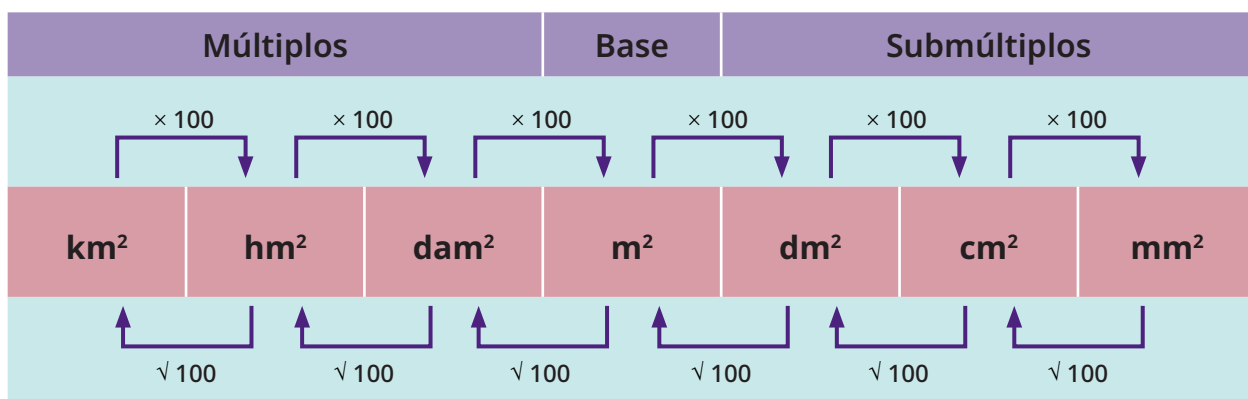 Múltiplos Base Submúltiplos
× 100 × 100 × 100 × 100 × 100 × 100
km² hm² dam² m² dm² cm² mm²
√ 100 √ 100 √ 100 √ 100 √ 100 √ 100